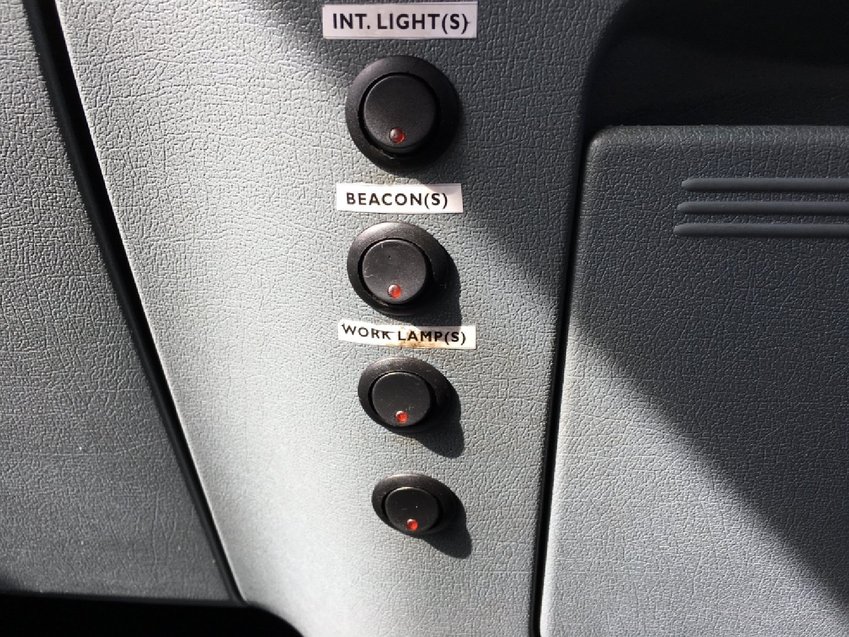 INT. LIGHT(S)
BEACON(S)
WORK LAMP(S)